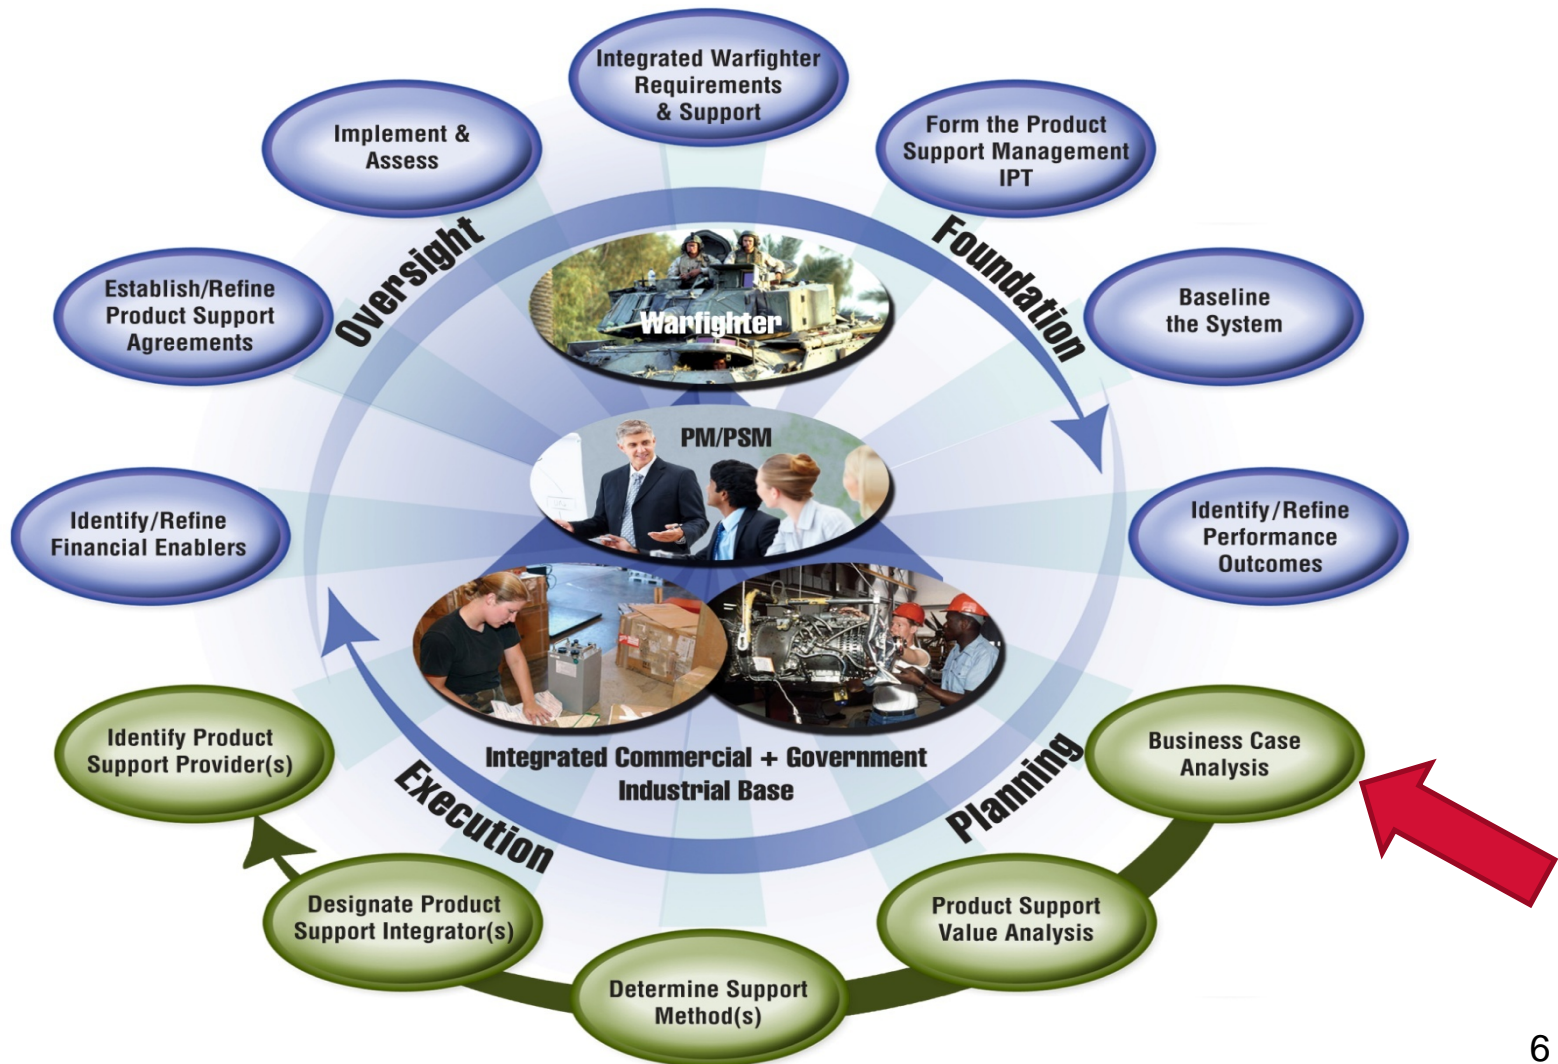 Integrated Warfighter
Requirements
& Support
Form the Product
Support Management
IPT
Baseline
the System
Identify/Refine
Performance
Outcomes
Business Case
Analysis
Product Support
Value Analysis
Determine Support
Method(s)
Designate Product
Support Integrator(s)
Identify Product
Support Provider(s)
Identify/Refine
Financial Enablers
Establish/Refine
Product Support
Agreements
Implement &
Assess
Oversight
Foundation
Planning
Execution
Warfighter
PM/PSM
Integrated Commercial + Government
Industrial Base
6